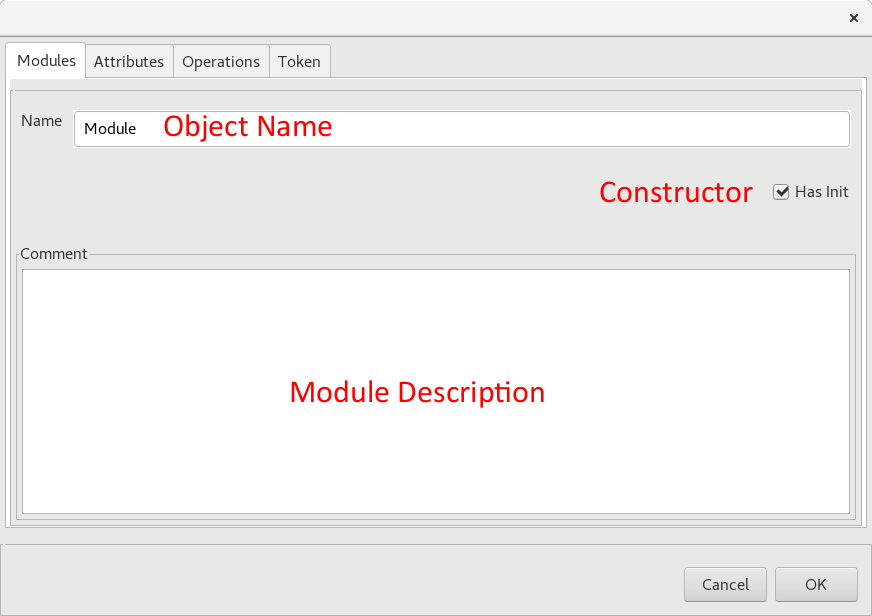 Modules Attributes Operations Token
Name Module Object Name
Constructor Has Init
Comment
Module Description
Cancel OK